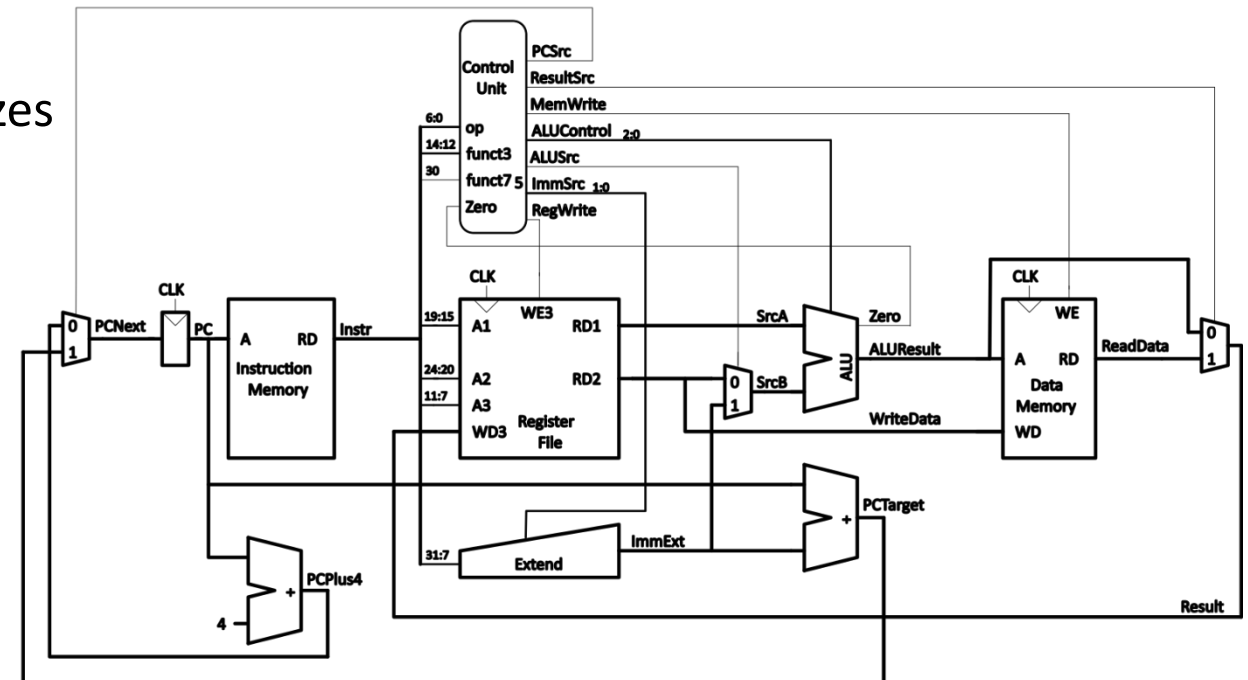 zes
Control
Unit
op
funct3
funct7 5
Zero
6:0
14:12
30
PCSrc
ResultSrc
MemWrite
ALUControl 2:0
ALUSrc
ImmSrc 1:0
RegWrite
0
1
PCNext
CLK
PC
A
RD
Instruction
Memory
Instr
19:15
24:20
11:7
31:7
CLK
WE3
A1
A2
A3
WD3
RD1
RD2
Register
File
SrcA
0
1
SrcB
ALU
Zero
ALUResult
WriteData
CLK
WE
A
RD
Data
Memory
WD
ReadData
0
1
Extend
ImmExt
+
PCTarget
4
+
PCPlus4
Result